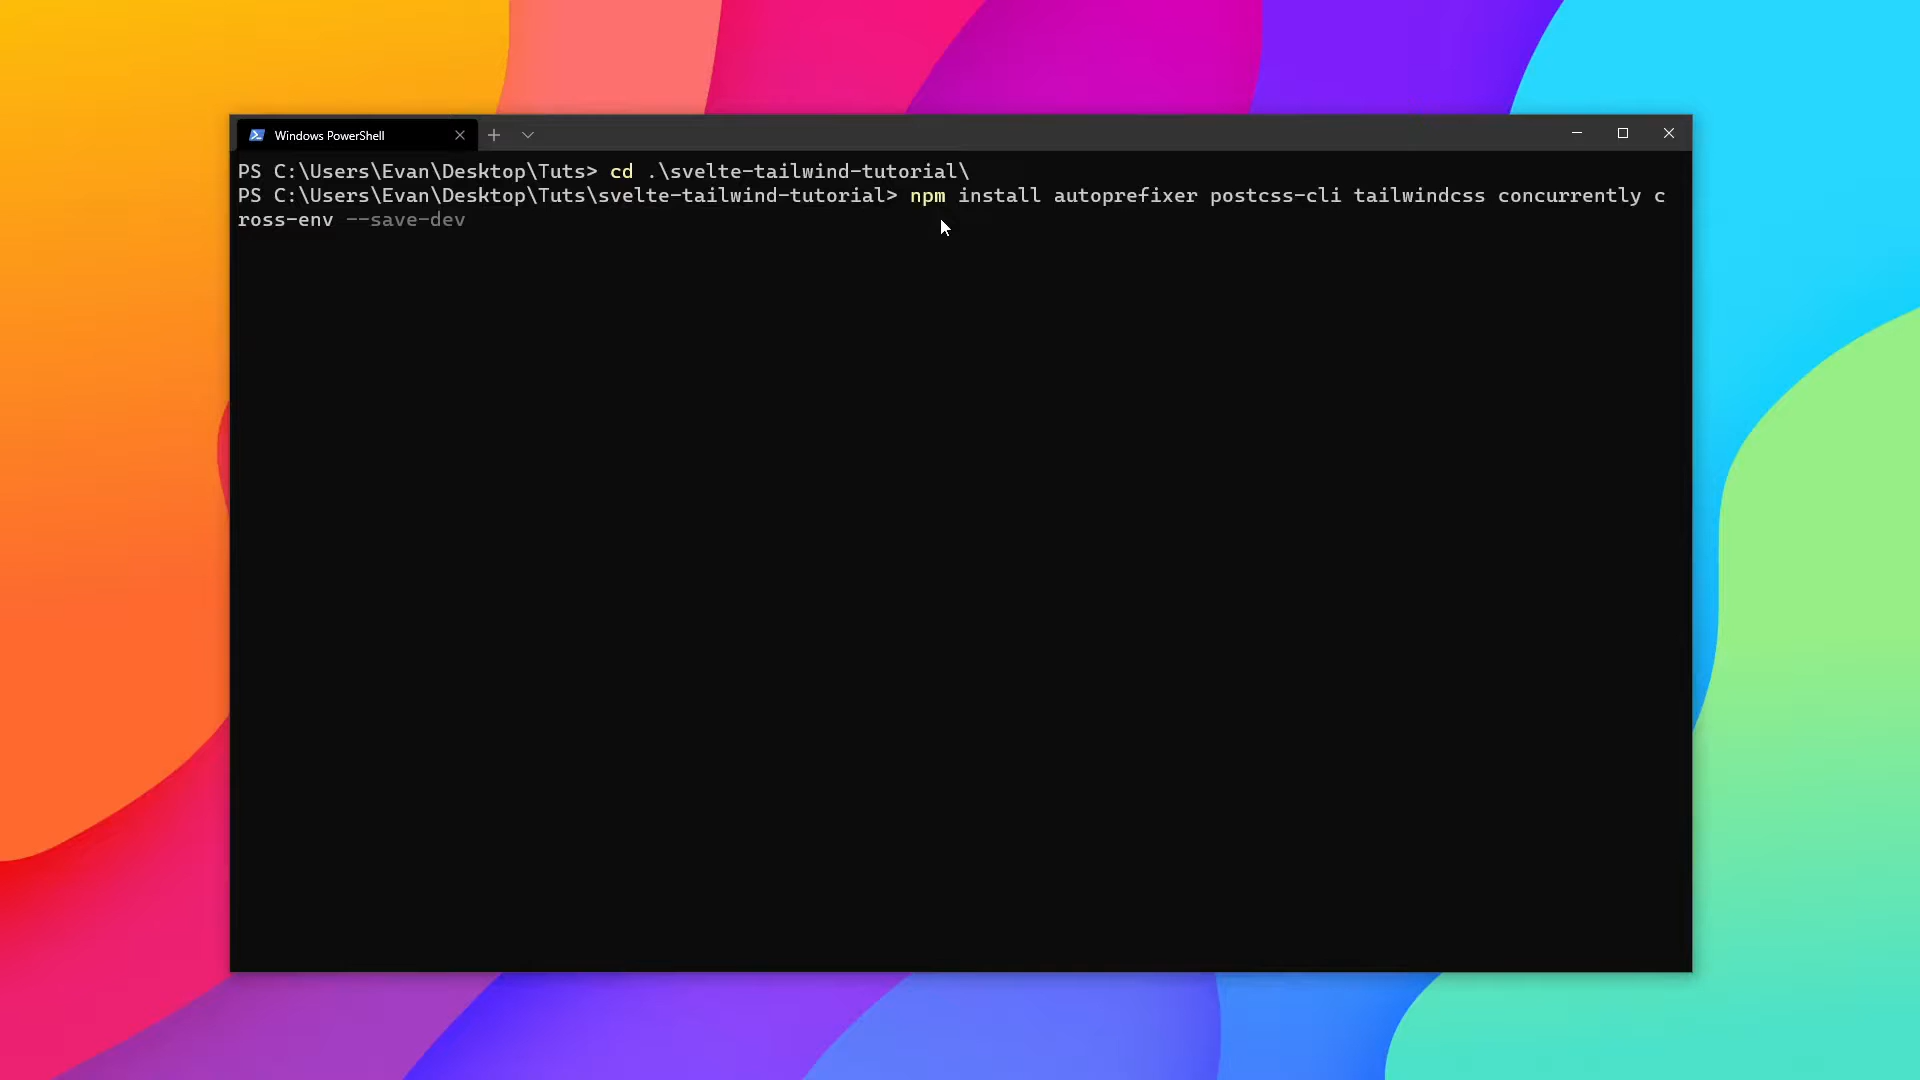 Windows PowerShell
PS C:\Users\Evan\Desktop\Tuts> cd .\svelte-tailwind-tutorial\
PS C:\Users\Evan\Desktop\Tuts\svelte-tailwind-tutorial> npm install autoprefixer postcss-cli tailwindcss concurrently c
ross-env --save-dev